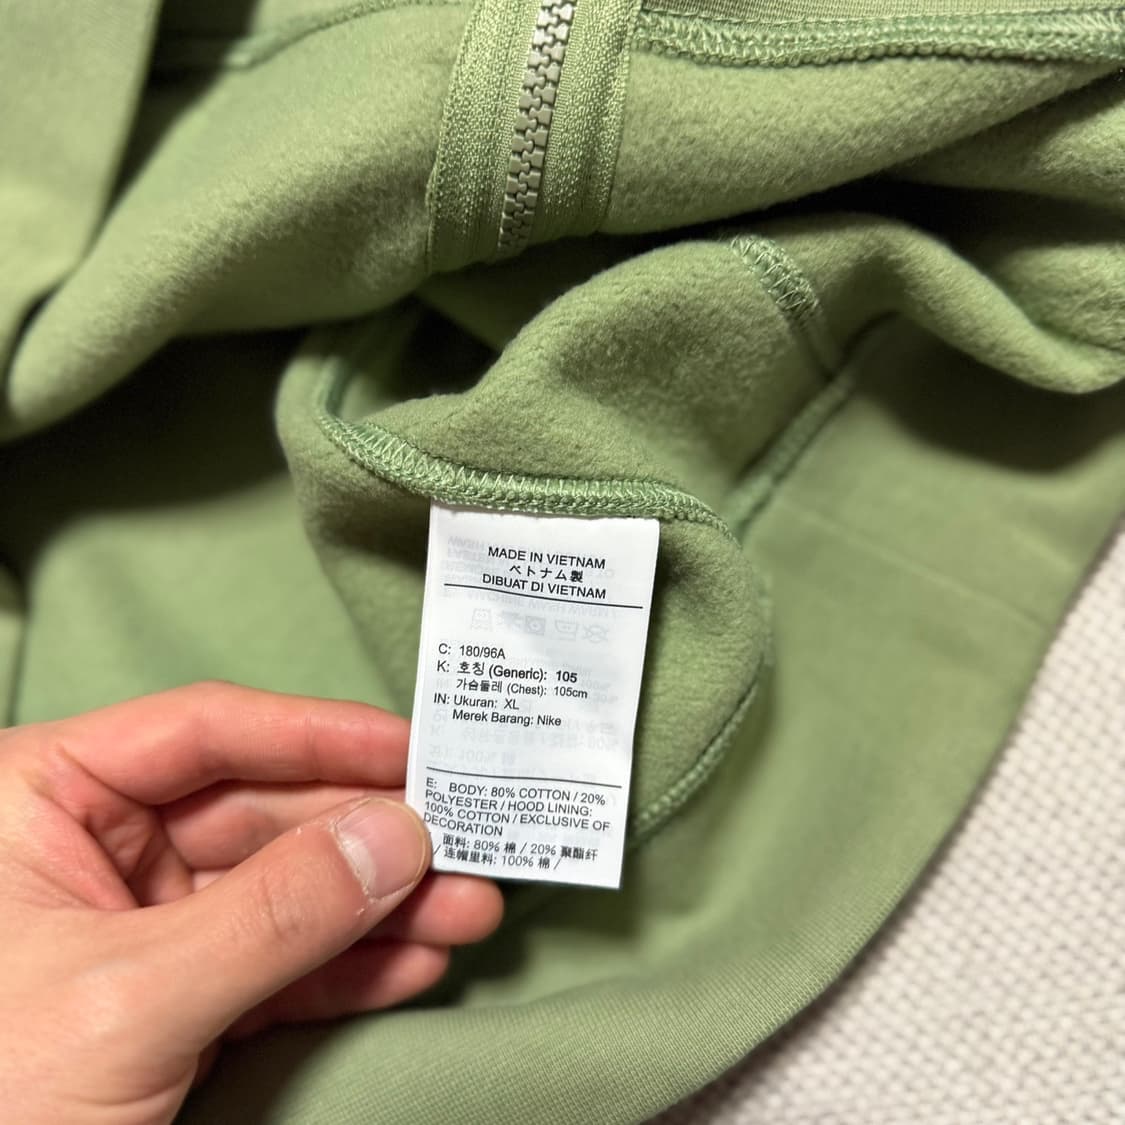 MADE IN VIETNAM
ベトナム製
DIBUAT DI VIETNAM
C: 180/96A
K: 호칭 (Generic): 105
가슴둘레 (Chest): 105cm
IN: Ukuran: XL
Merek Barang: Nike
E: BODY: 80% COTTON / 20%
POLYESTER / HOOD LINING:
100% COTTON / EXCLUSIVE OF
DECORATION
/ 面料: 80% 棉 / 20% 聚酯纤
/ 连帽里料: 100% 棉 /